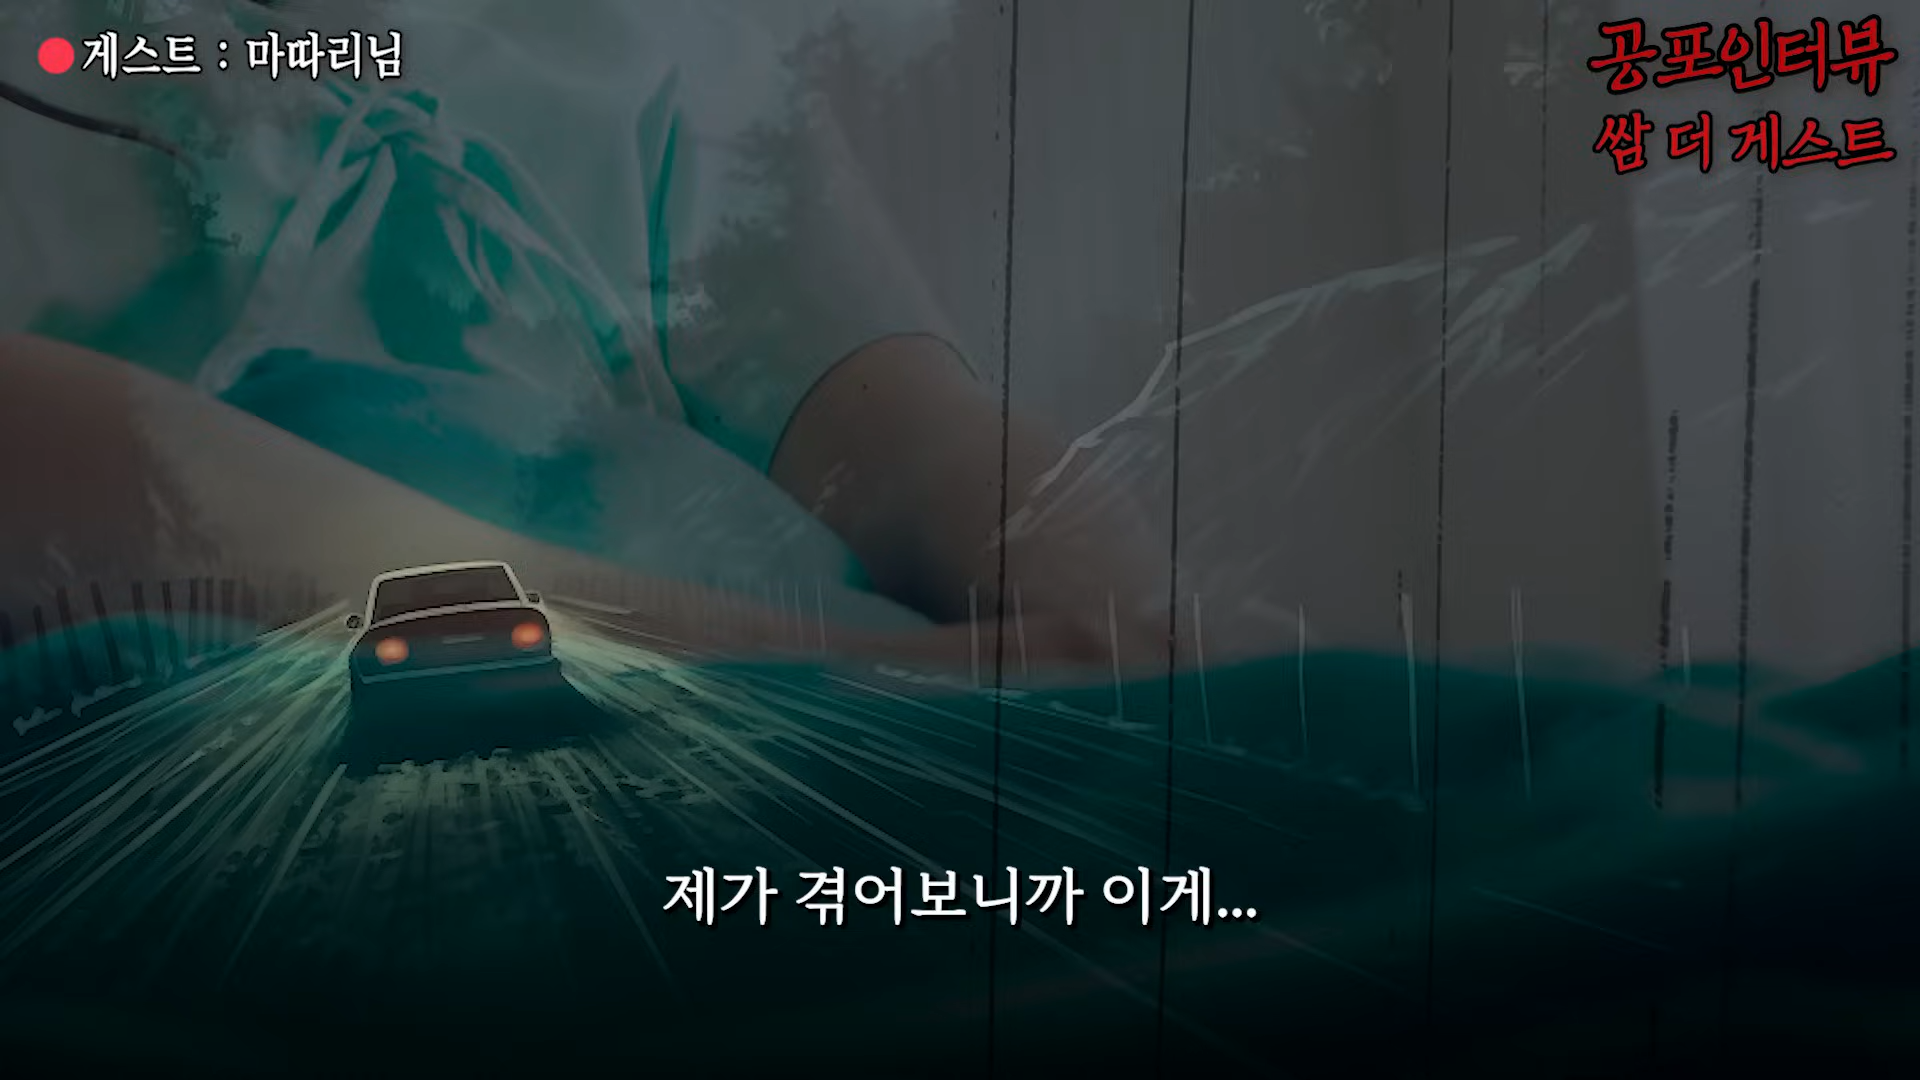 게스트 : 마따리님
공포인터뷰
쌈 더 게스트
제가 겪어보니까 이게...